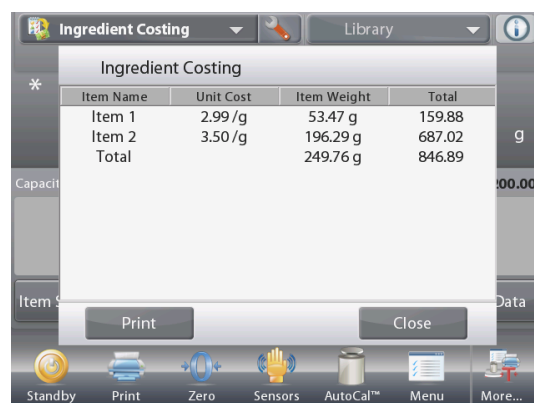 Ingredient Costing Library
Ingredient Costing
*
Item Name Unit Cost Item Weight Total
Item 1 2.99 /g 53.47 g 159.88
Item 2 3.50 /g 196.29 g 687.02
Total 249.76 g 846.89
g
Capacit 200.00
Item S Data
Print Close
Standby Print Zero Sensors AutoCal™ Menu More...